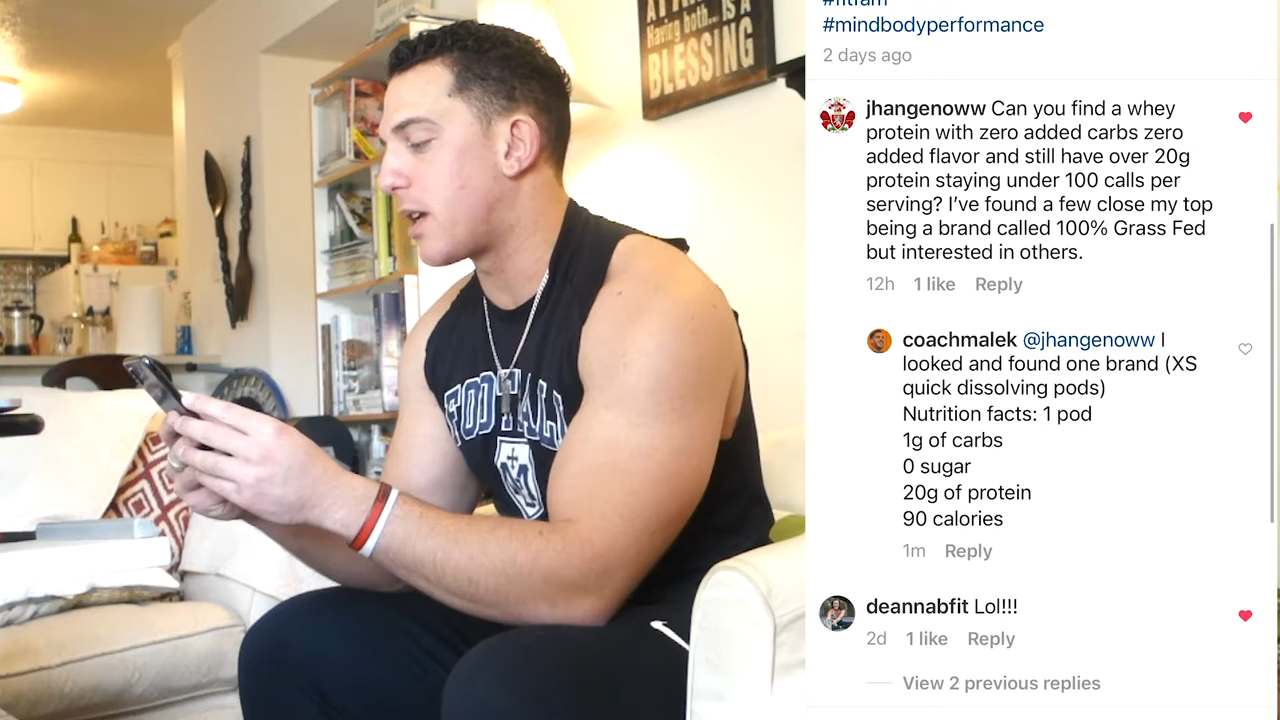 Having both... IS A
BLESSING
FOOTBALL
M
#mindbodyperformance
2 days ago
jhangenoww Can you find a whey
protein with zero added carbs zero
added flavor and still have over 20g
protein staying under 100 calls per
serving? I've found a few close my top
being a brand called 100% Grass Fed
but interested in others.
12h 1 like Reply
coachmalek @jhangenoww I
looked and found one brand (XS
quick dissolving pods)
Nutrition facts: 1 pod
1g of carbs
0 sugar
20g of protein
90 calories
1m Reply
deannabfit Lol!!!
2d 1 like Reply
View 2 previous replies